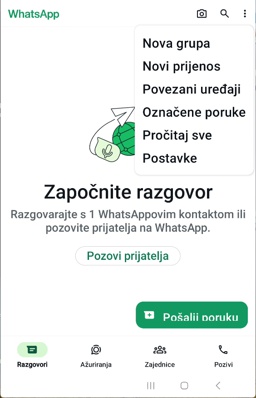 WhatsApp
Nova grupa
Novi prijenos
Povezani uređaji
Označene poruke
Pročitaj sve
Postavke
Započnite razgovor
Razgovarajte s 1 WhatsAppovim kontaktom ili
pozovite prijatelja na WhatsApp.
Pozovi prijatelja
Pošalji poruku
Razgovori
Ažuriranja
Zajednice
Pozivi